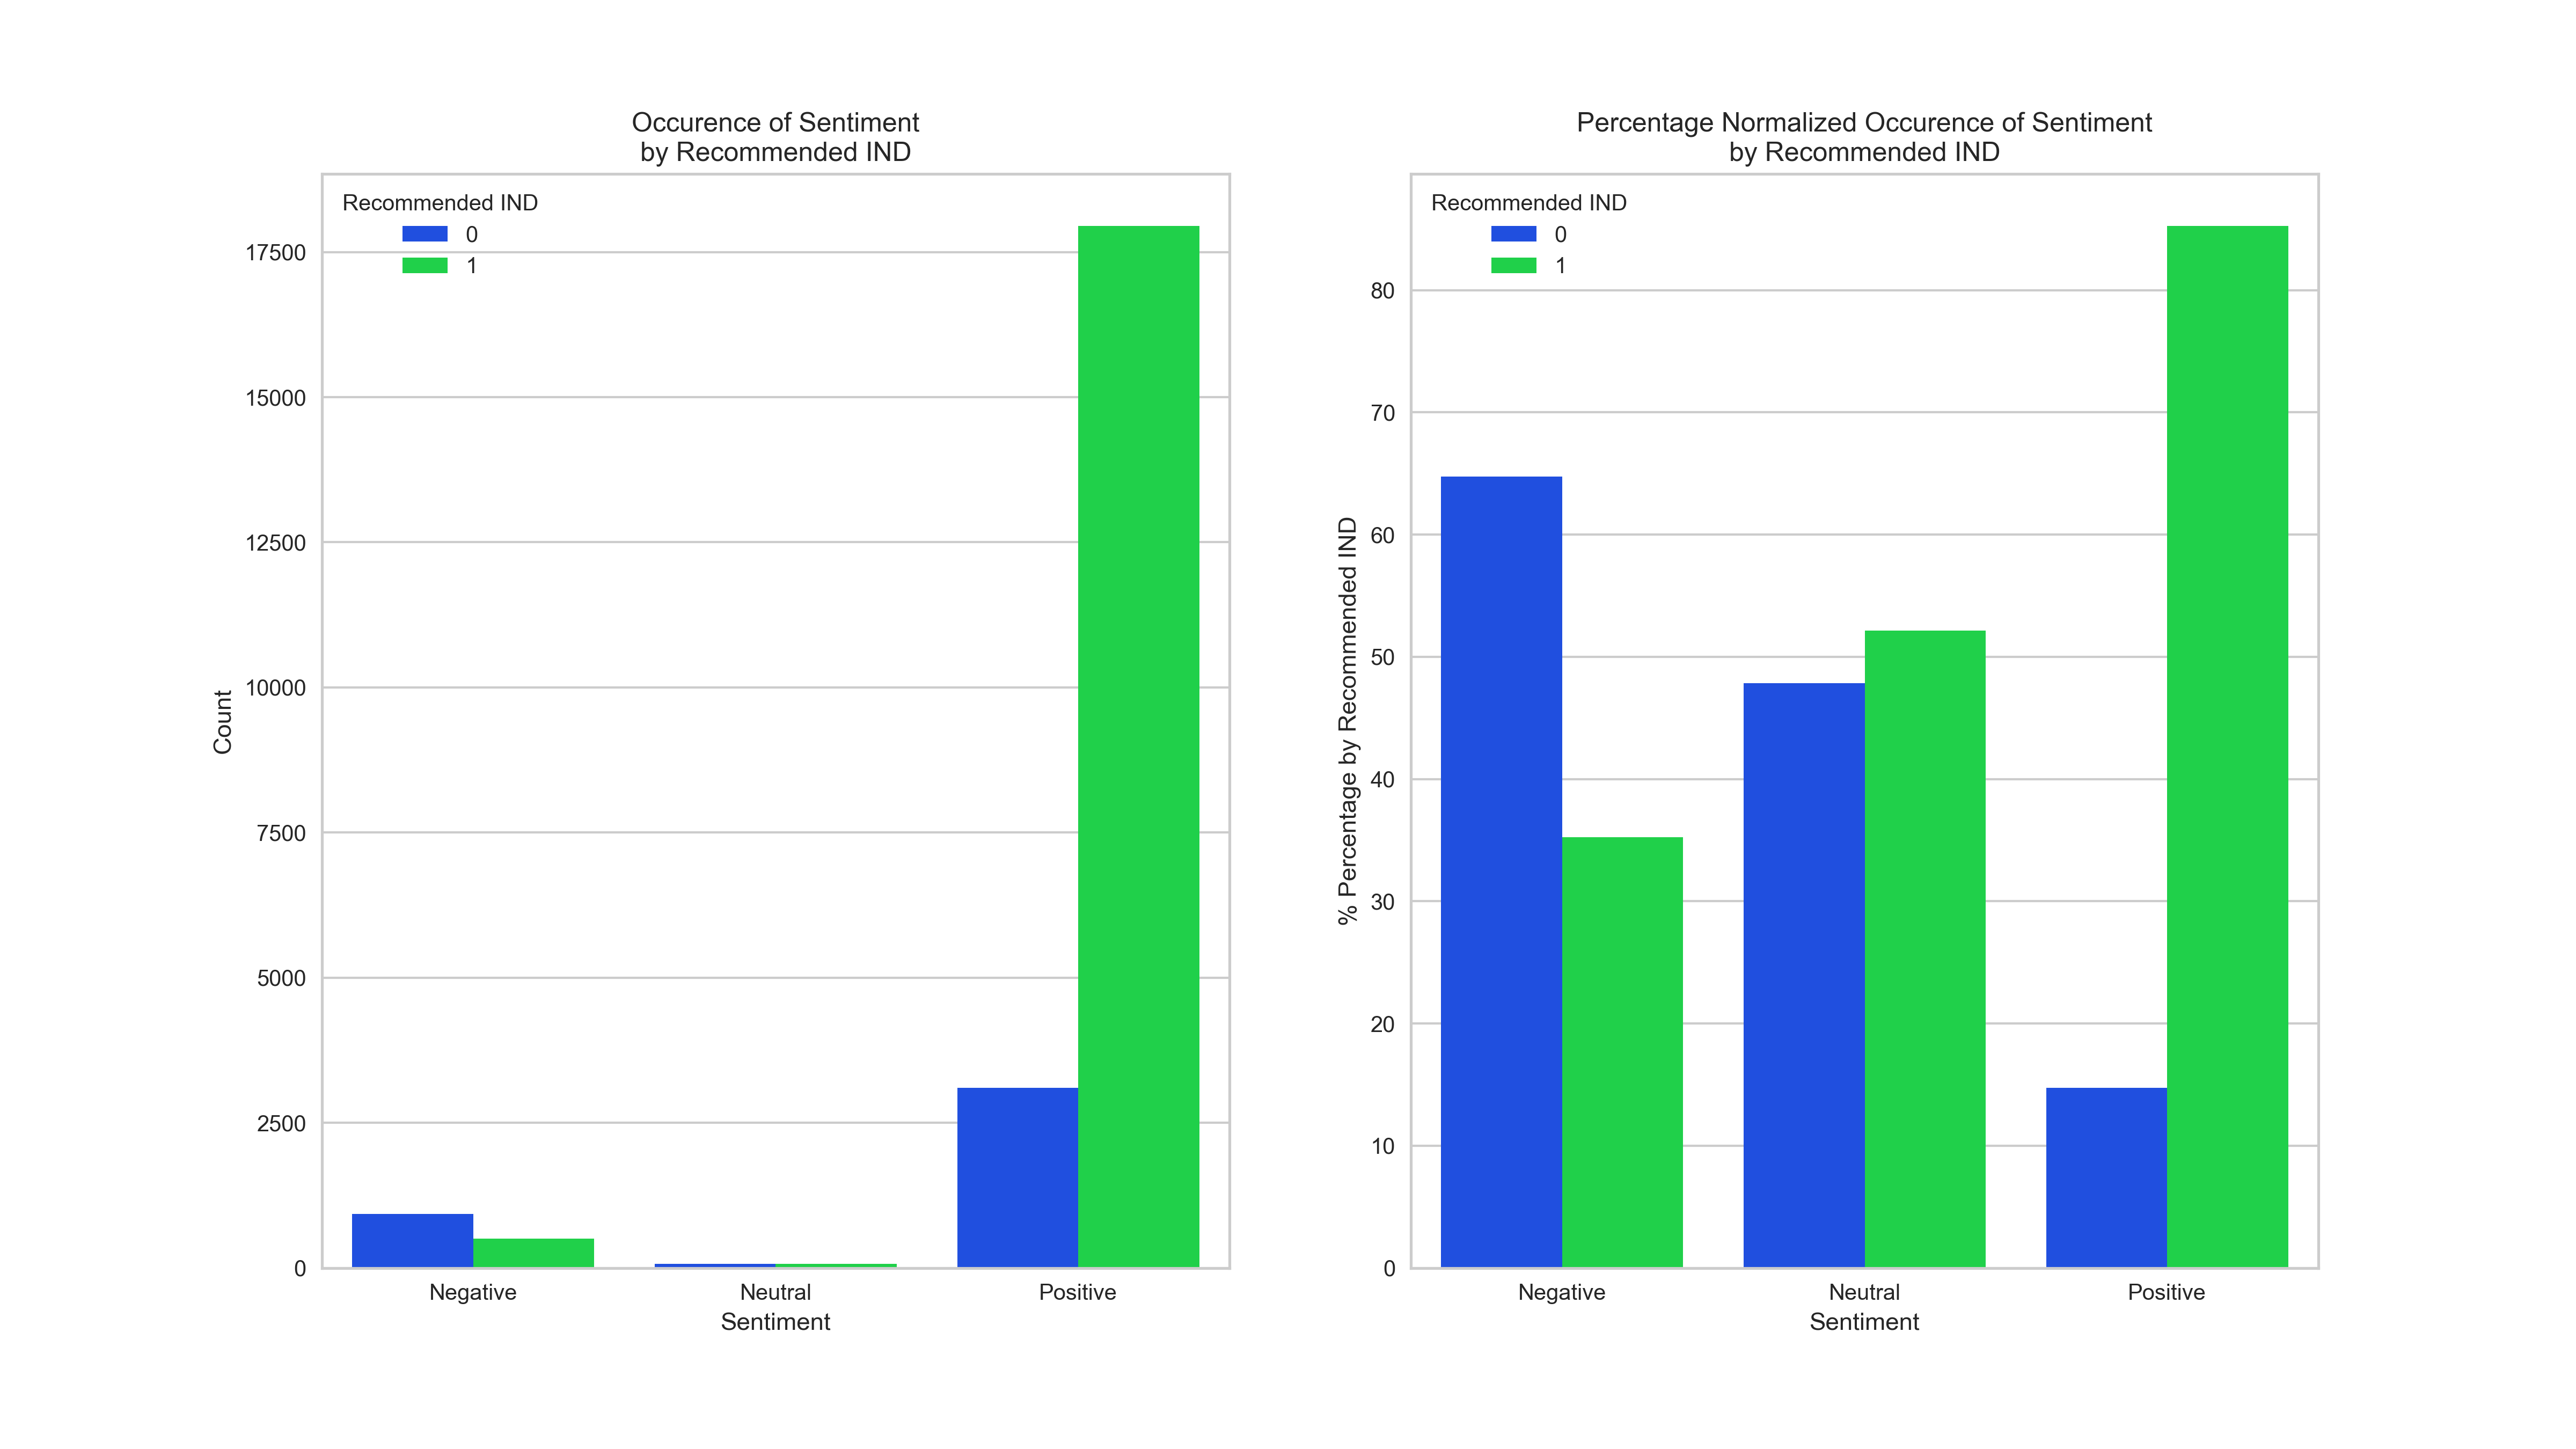 Occurence of Sentiment
by Recommended IND
Recommended IND
0
1
17500
15000
12500
10000
7500
5000
2500
0
Count
Negative
Neutral
Positive
Sentiment
Percentage Normalized Occurence of Sentiment
by Recommended IND
Recommended IND
0
1
80
70
60
50
40
30
20
10
0
% Percentage by Recommended IND
Negative
Neutral
Positive
Sentiment